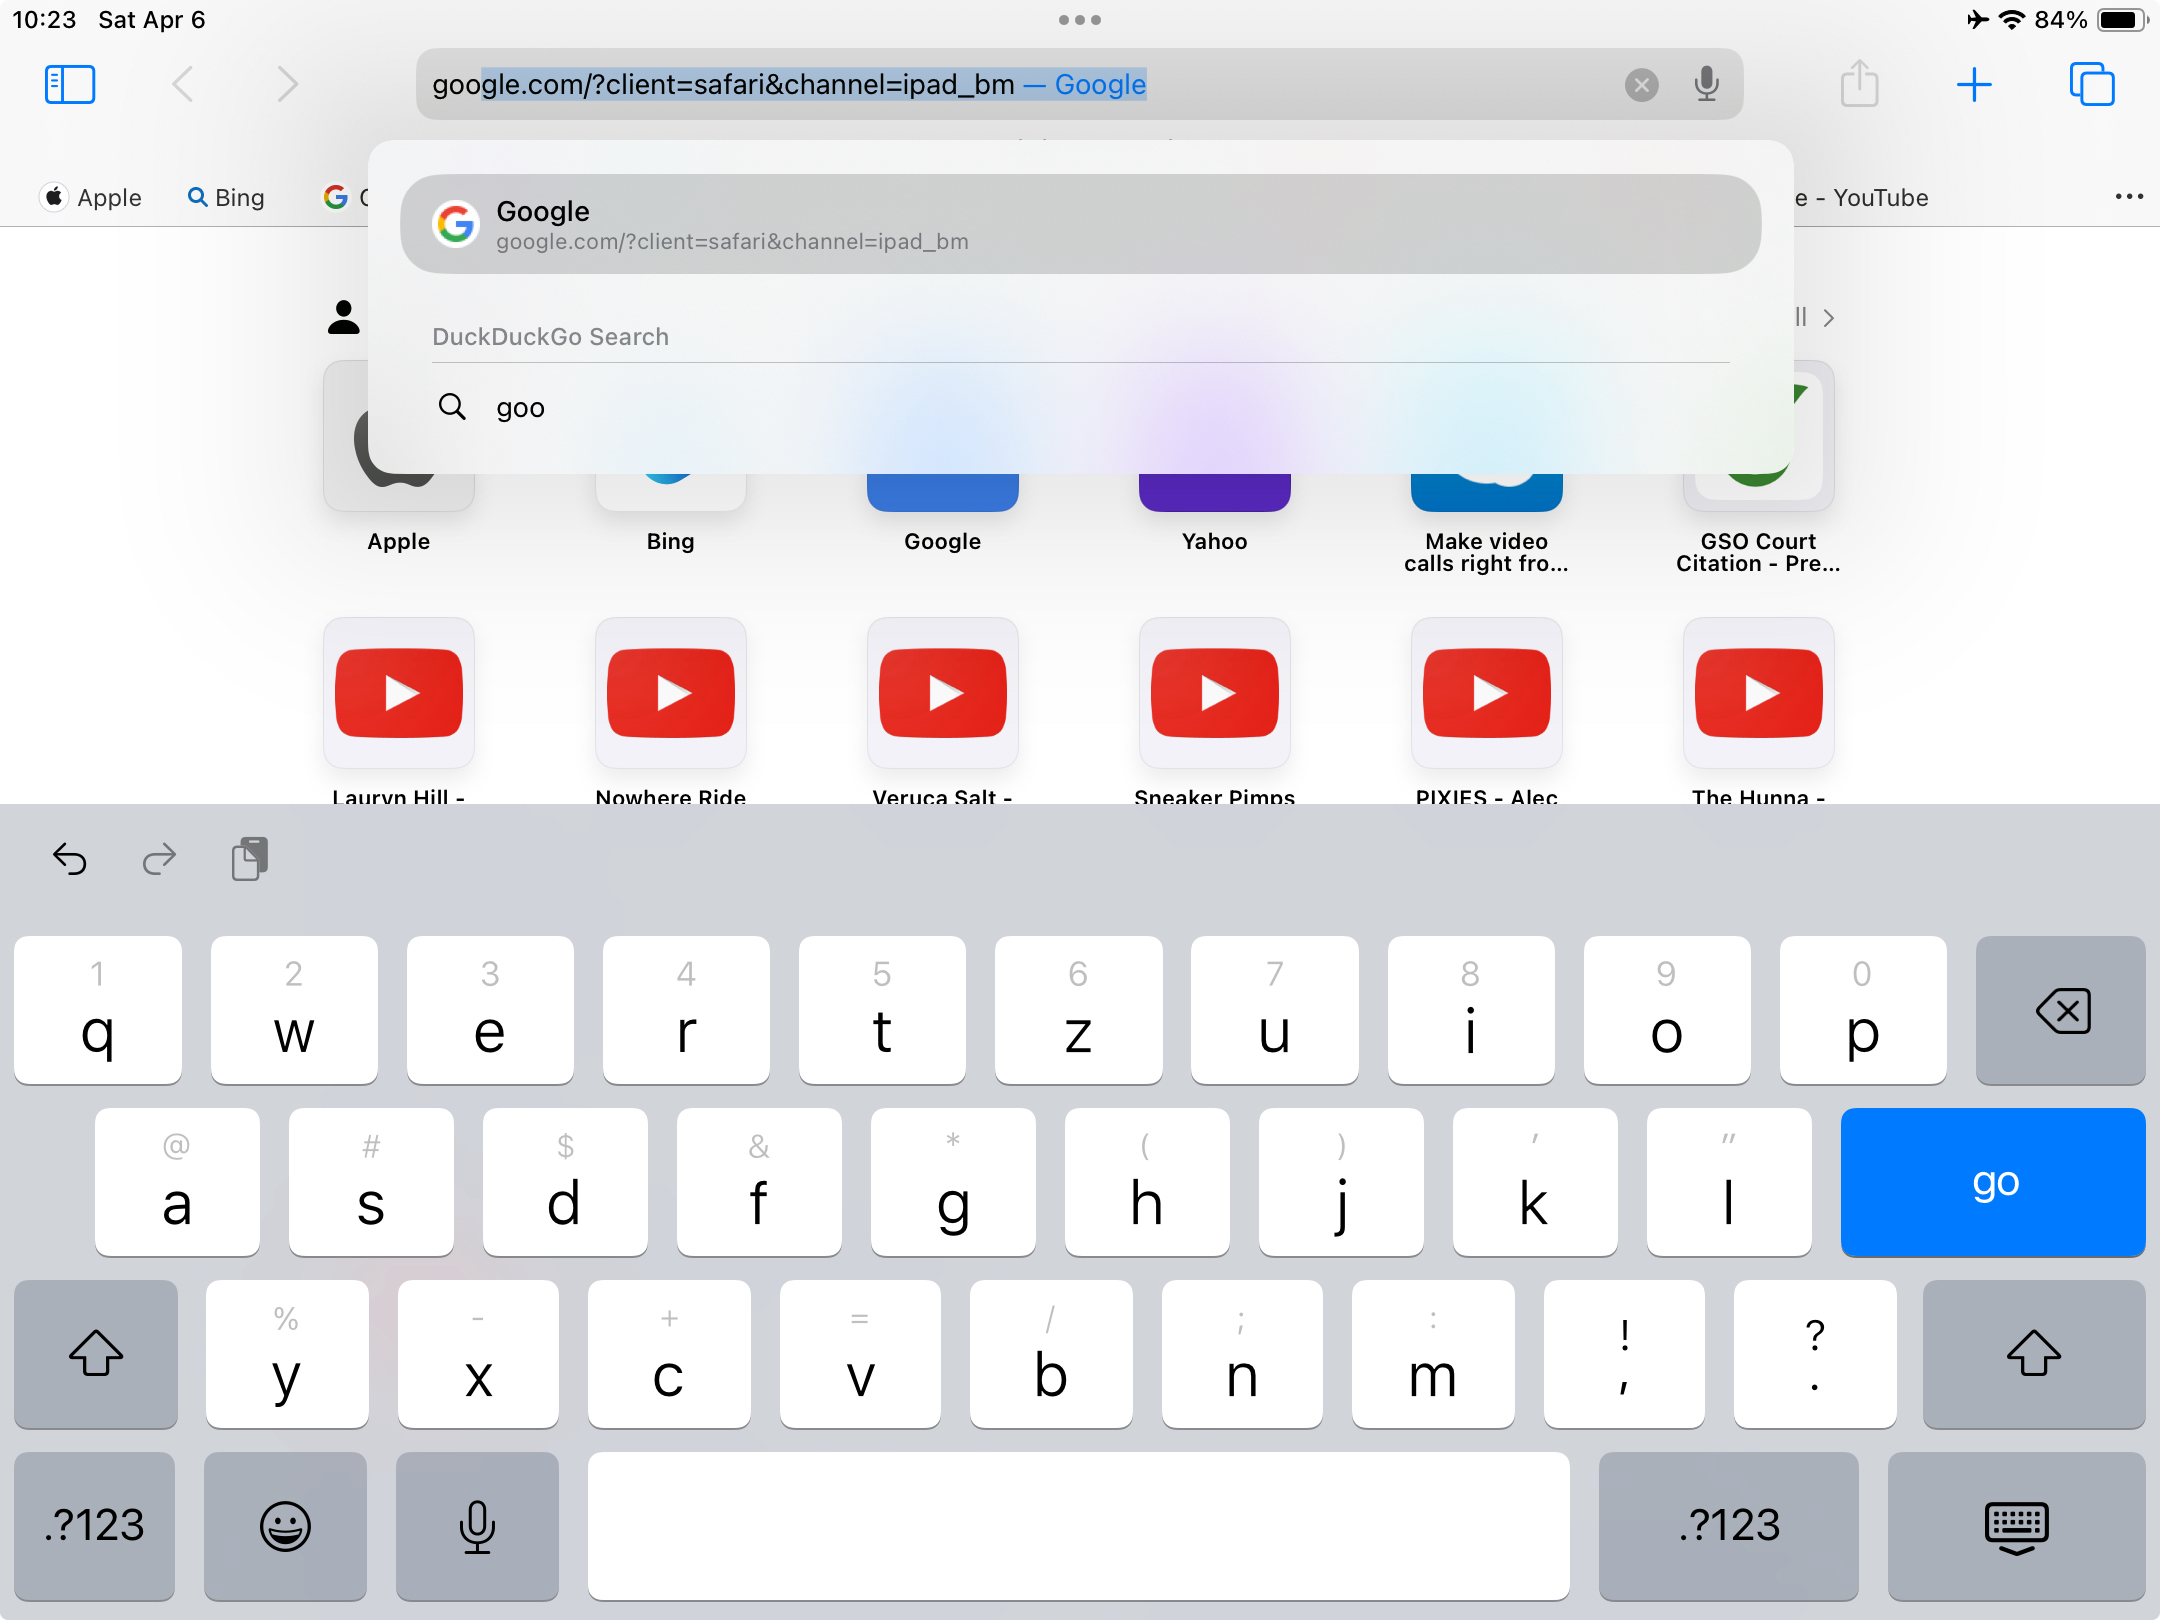 10:23 Sat Apr 6
84%
google.com/?client=safari&channel=ipad_bm — Google
Apple
Bing
e - YouTube
Google
google.com/?client=safari&channel=ipad_bm
DuckDuckGo Search
goo
ll
Apple
Bing
Google
Yahoo
Make video
calls right fro...
GSO Court
Citation - Pre...
Lauryn Hill -
Nowhere Ride
Veruca Salt -
Sneaker Pimps
PIXIES - Alec
The Hunna -
1 2 3 4 5 6 7 8 9 0
q w e r t z u i o p
@ # $ & * ( ) ' "
a s d f g h j k l go
% - + = / ; : ! ?
y x c v b n m , .
.?123 .?123